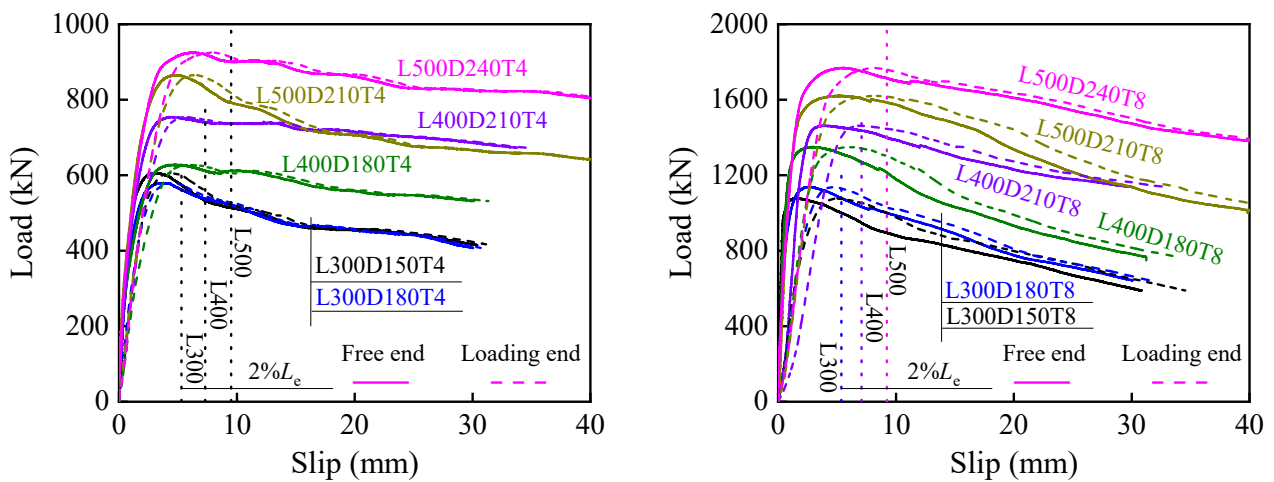 1000
800
600
400
200
0
Load (kN)
L500D240T4
L500D210T4
L400D210T4
L400D180T4
L500
L400
L300
L300D150T4
L300D180T4
Free end
Loading end
2%Le
0
10
20
30
40
Slip (mm)
2000
1600
1200
800
400
0
Load (kN)
L500D240T8
L500D210T8
L400D210T8
L400D180T8
L500
L400
L300
L300D180T8
L300D150T8
Free end
Loading end
2%Le
0
10
20
30
40
Slip (mm)